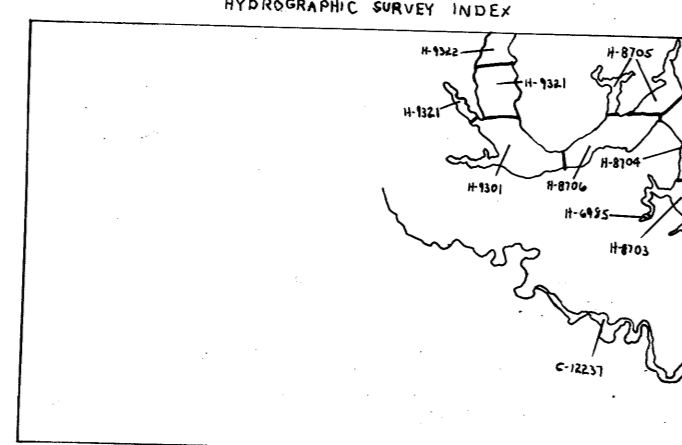 HYDROGRAPHIC SURVEY INDEX
H-9322
H-8705
H-9321
H-9321
H-8704
H-9301
H-8706
H-6985
H-8703
C-12237